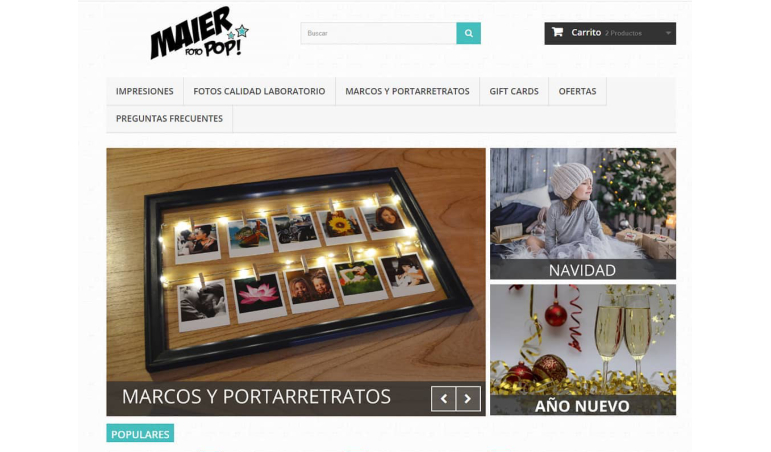 MAIER
FOTO POP!
Buscar
Carrito 2 Productos
IMPRESIONES
FOTOS CALIDAD LABORATORIO
MARCOS Y PORTARRETRATOS
GIFT CARDS
OFERTAS
PREGUNTAS FRECUENTES
MARCOS Y PORTARRETRATOS
NAVIDAD
AÑO NUEVO
POPULARES